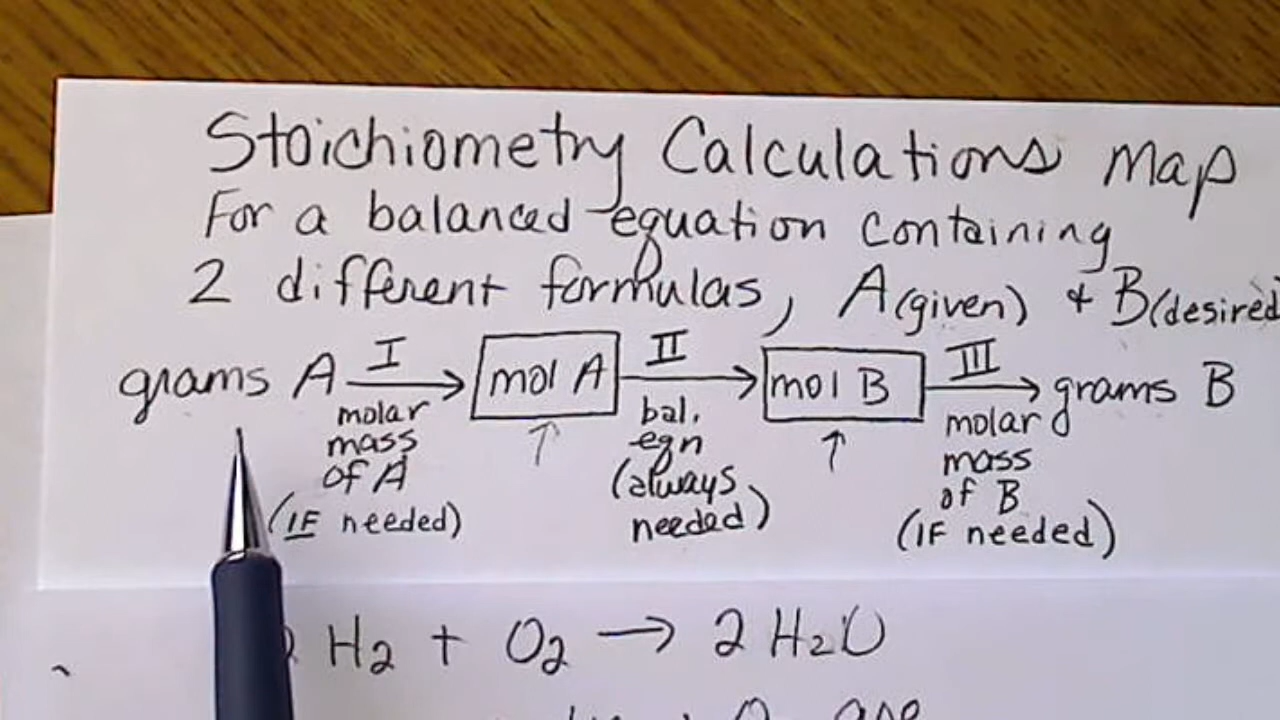 Stoichiometry Calculations Map
For a balanced equation containing
2 different formulas, A (given) & B (desired
grams A I mol A II mol B III grams B
molar mass of A (IF needed)
bal. eqn (always needed)
molar mass of B (IF needed)
H₂ + O₂ → 2 H₂O